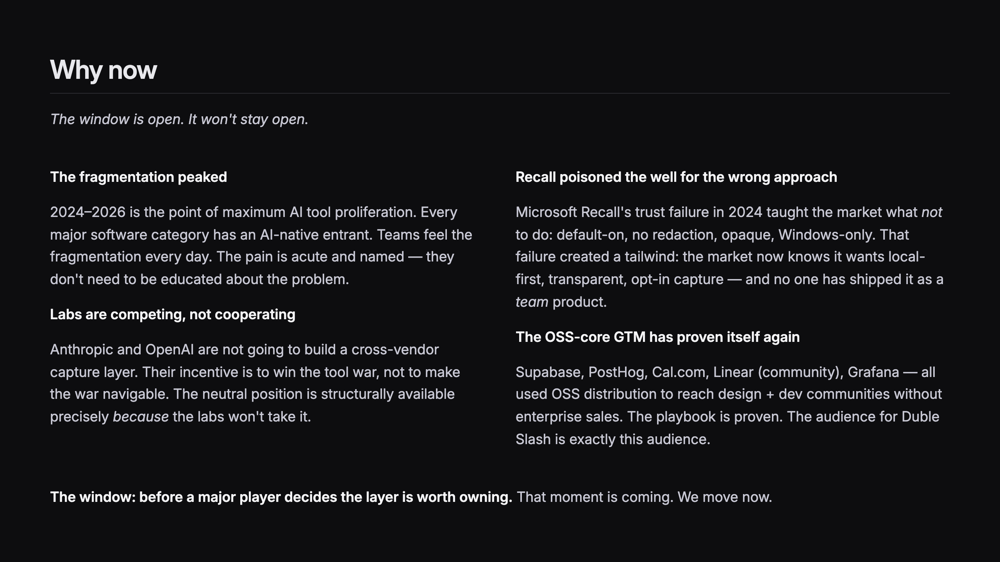 Why now
The window is open. It won't stay open.
The fragmentation peaked
2024–2026 is the point of maximum AI tool proliferation. Every
major software category has an AI-native entrant. Teams feel the
fragmentation every day. The pain is acute and named — they
don't need to be educated about the problem.
Labs are competing, not cooperating
Anthropic and OpenAI are not going to build a cross-vendor
capture layer. Their incentive is to win the tool war, not to make
the war navigable. The neutral position is structurally available
precisely because the labs won't take it.
Recall poisoned the well for the wrong approach
Microsoft Recall's trust failure in 2024 taught the market what not
to do: default-on, no redaction, opaque, Windows-only. That
failure created a tailwind: the market now knows it wants local-
first, transparent, opt-in capture — and no one has shipped it as a
team product.
The OSS-core GTM has proven itself again
Supabase, PostHog, Cal.com, Linear (community), Grafana — all
used OSS distribution to reach design + dev communities without
enterprise sales. The playbook is proven. The audience for Duble
Slash is exactly this audience.
The window: before a major player decides the layer is worth owning. That moment is coming. We move now.